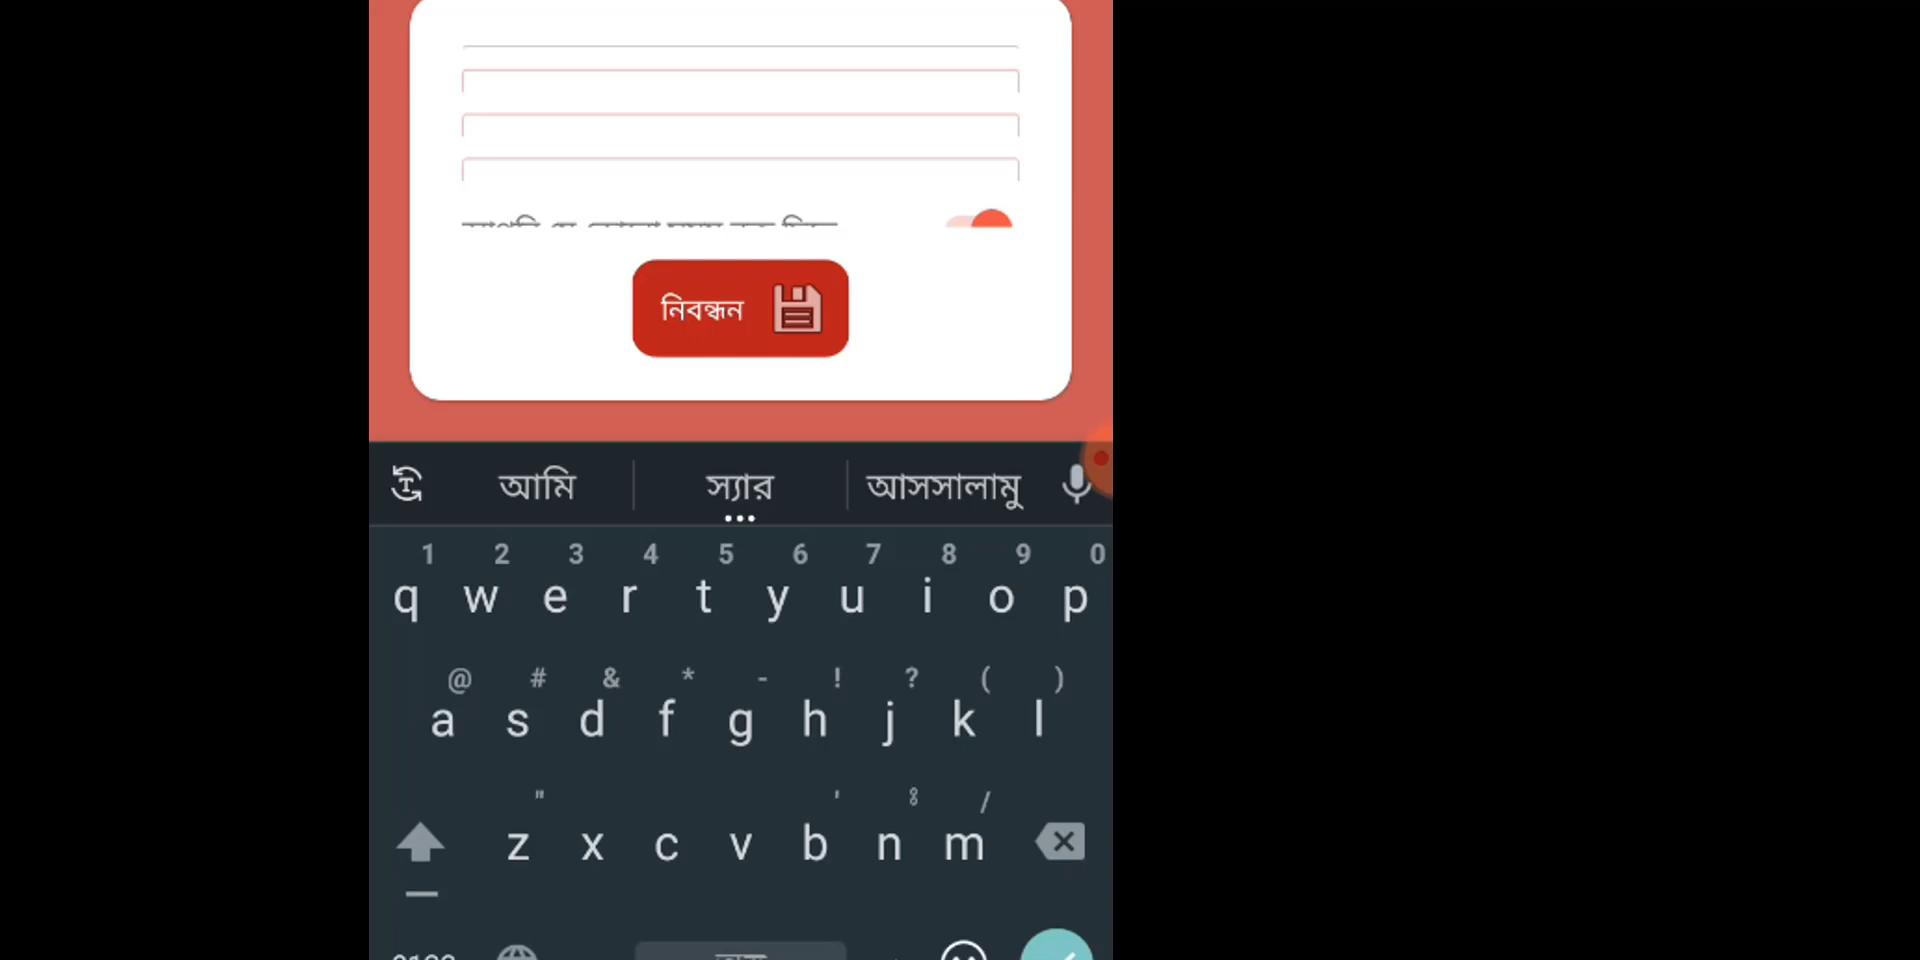 নিবন্ধন
আমি স্যার আসসালামু
1 2 3 4 5 6 7 8 9 0
q w e r t y u i o p
@ # & * - ! ? ( )
a s d f g h j k l
" ' ঃ /
z x c v b n m